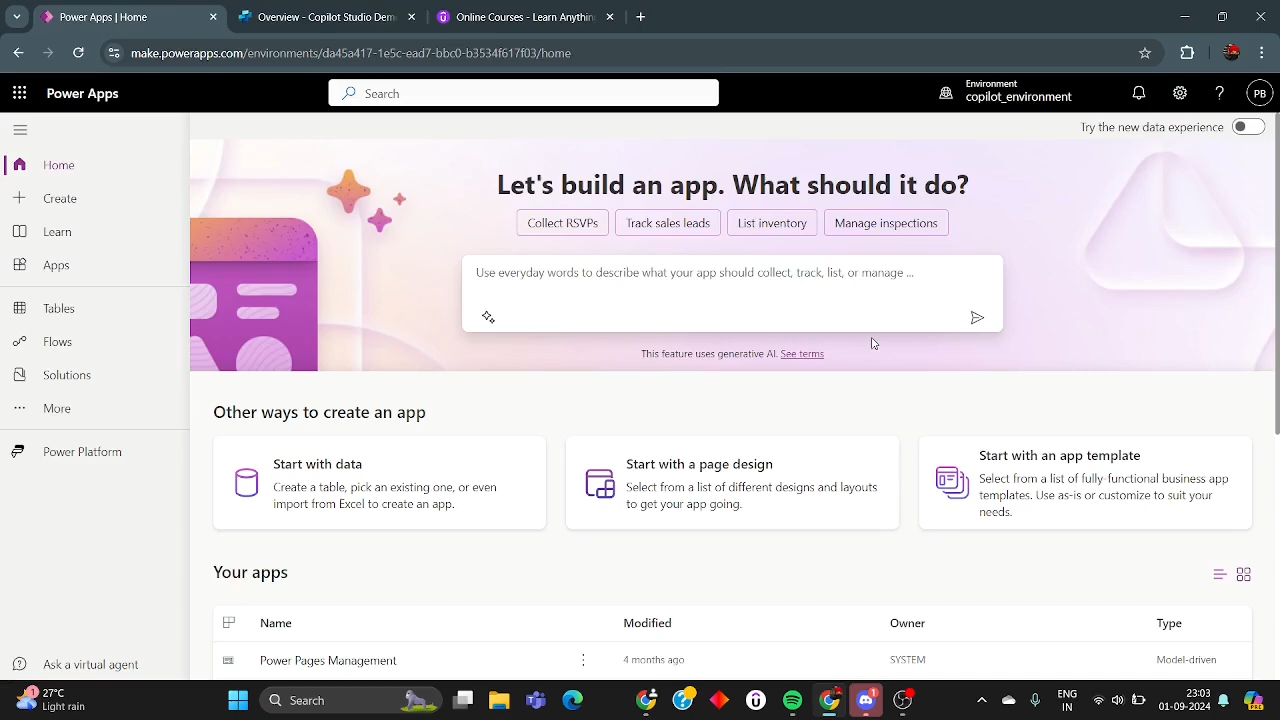 Power Apps | Home
Overview - Copilot Studio Dem
Online Courses - Learn Anythin
make.powerapps.com/environments/da45a417-1e5c-ead7-bbc0-b3534f617f03/home
Power Apps
Search
Environment
copilot_environment
PB
Try the new data experience
Home
Create
Learn
Apps
Tables
Flows
Solutions
More
Power Platform
Ask a virtual agent
Let's build an app. What should it do?
Collect RSVPs
Track sales leads
List inventory
Manage inspections
Use everyday words to describe what your app should collect, track, list, or manage ...
This feature uses generative AI. See terms
Other ways to create an app
Start with data
Create a table, pick an existing one, or even
import from Excel to create an app.
Start with a page design
Select from a list of different designs and layouts
to get your app going.
Start with an app template
Select from a list of fully-functional business app
templates. Use as-is or customize to suit your
needs.
Your apps
Name Modified Owner Type
Power Pages Management 4 months ago SYSTEM Model-driven
1
27°C
Light rain
Search
1
ENG
IN
23:03
01-09-2024